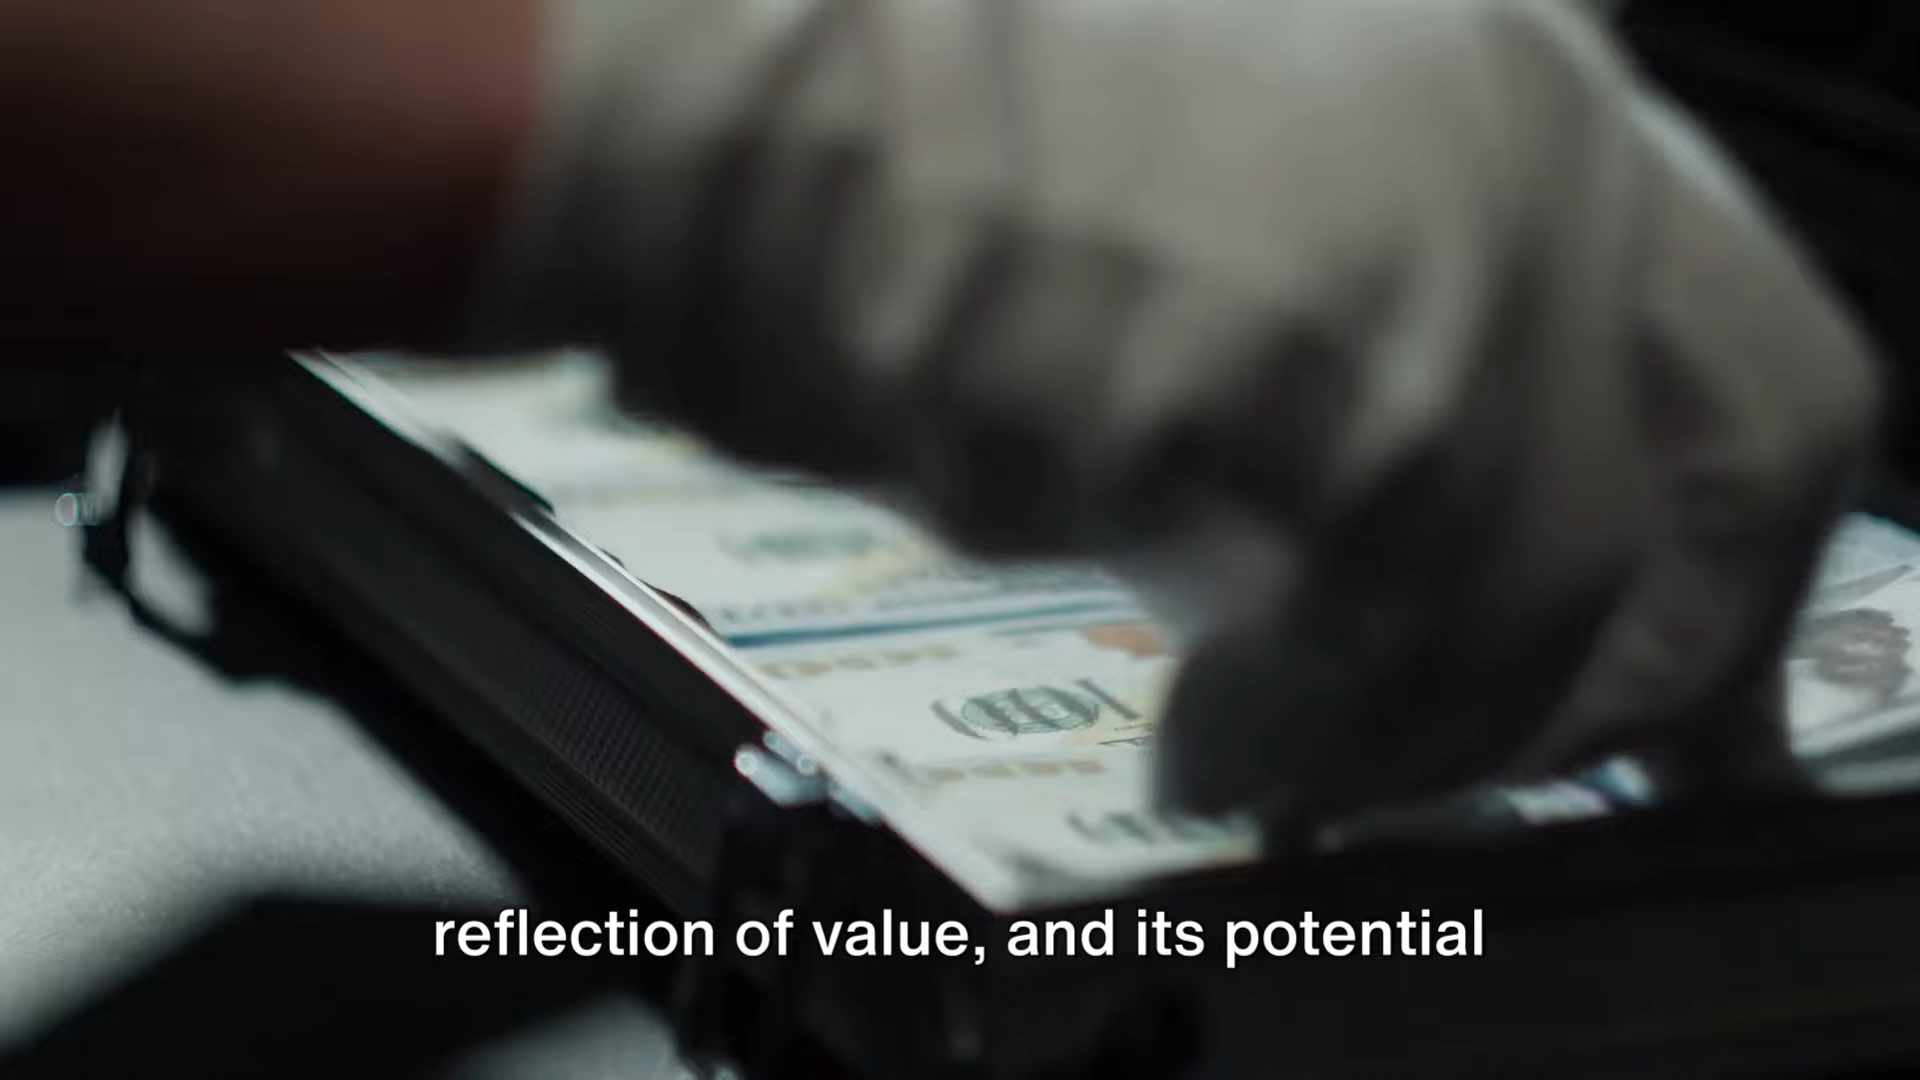 reflection of value, and its potential